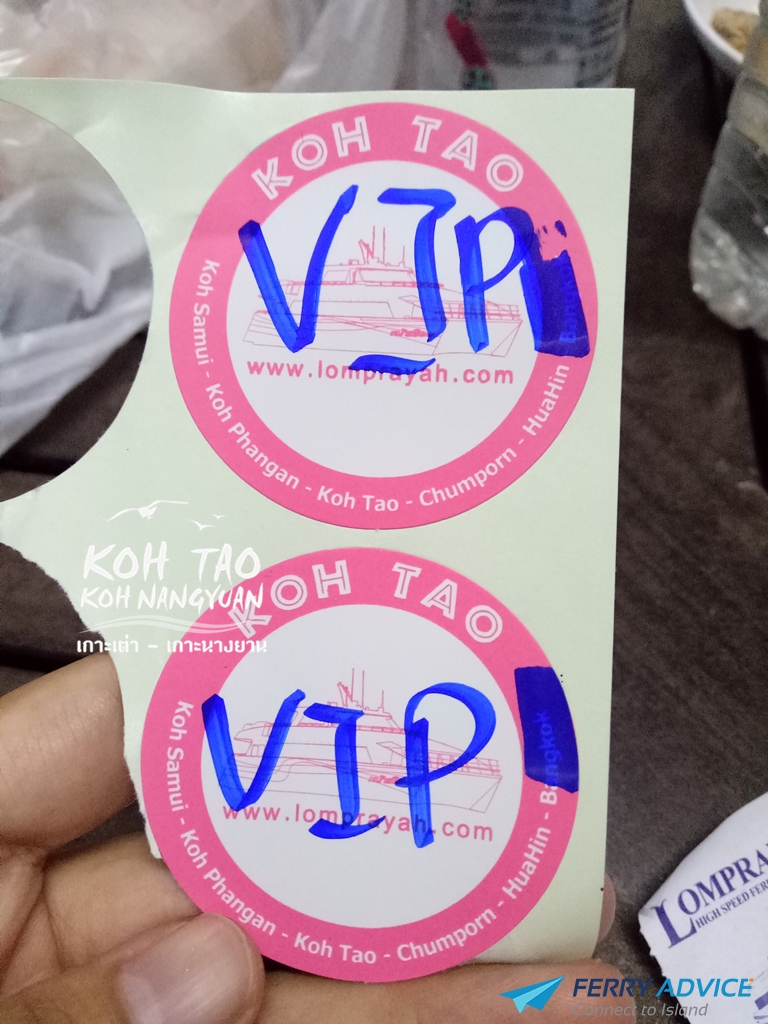 KOH TAO
VIP
www.lomprayah.com
Koh Samui - Koh Phangan - Koh Tao - Chumporn - HuaHin Bangkok
KOH TAO
KOH NANGYUAN
เกาะเต่า - เกาะนางยวน
KOH TAO
VIP
www.lomprayah.com
Koh Samui - Koh Phangan - Koh Tao - Chumporn - HuaHin - Bangkok
LOMPRA
HIGH SPEED FER
FERRY ADVICE
Connect to Island